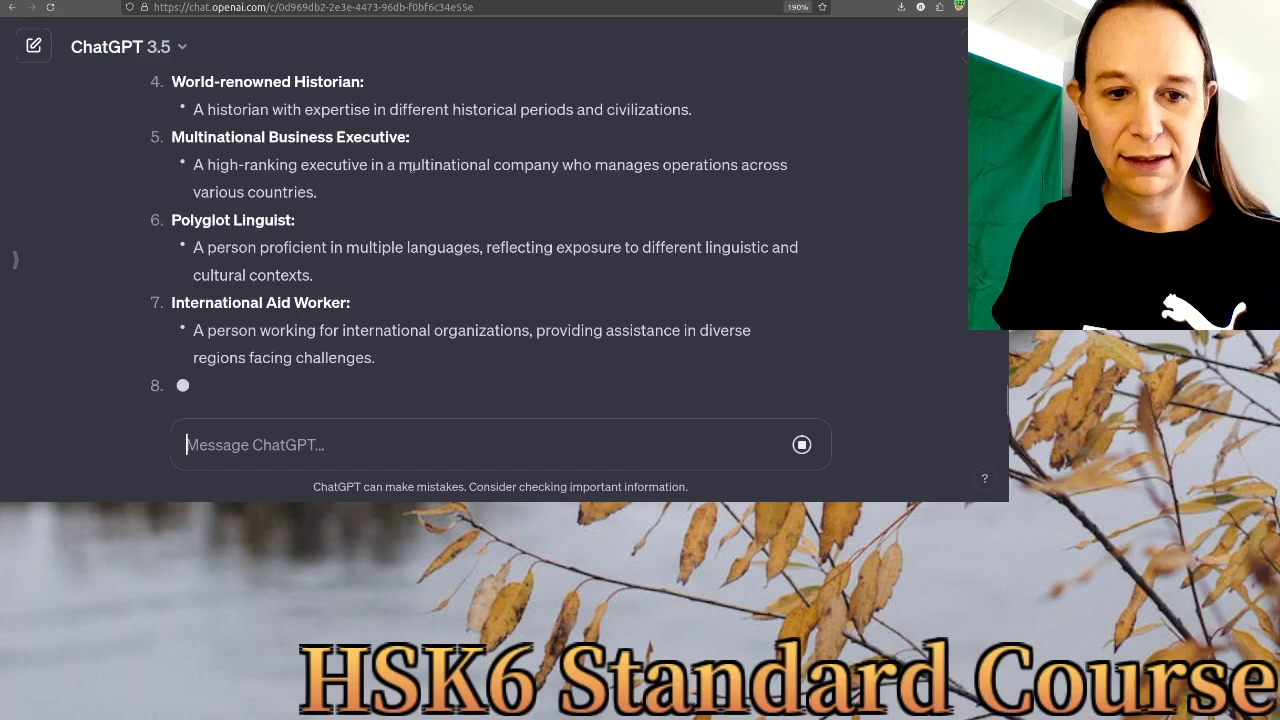 https://chat.openai.com/c/0d969db2-2e3e-4473-96db-f0bf6c34e55e
190%
ChatGPT 3.5
4. World-renowned Historian:
• A historian with expertise in different historical periods and civilizations.
5. Multinational Business Executive:
• A high-ranking executive in a multinational company who manages operations across
various countries.
6. Polyglot Linguist:
• A person proficient in multiple languages, reflecting exposure to different linguistic and
cultural contexts.
7. International Aid Worker:
• A person working for international organizations, providing assistance in diverse
regions facing challenges.
8.
Message ChatGPT...
ChatGPT can make mistakes. Consider checking important information.
?
HSK6 Standard Course